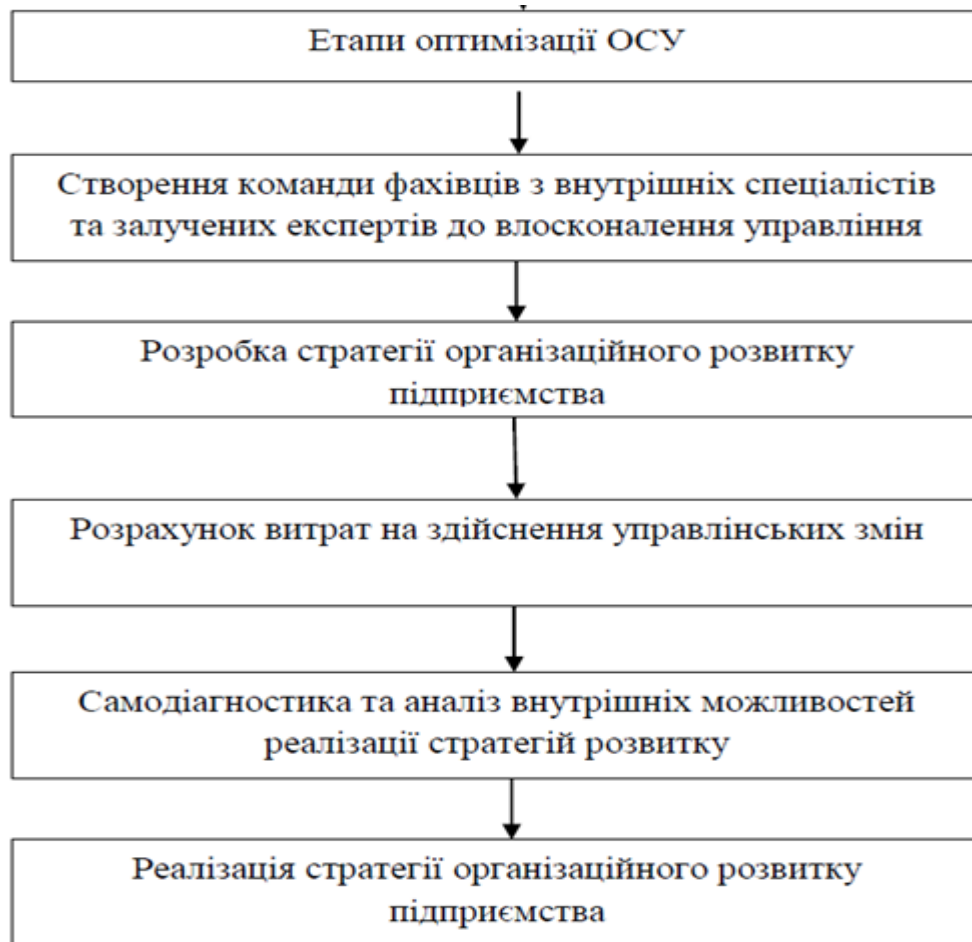 Етапи оптимізації ОСУ
Створення команди фахівців з внутрішніх спеціалістів
та залучених експертів до влосконалення управління
Розробка стратегії організаційного розвитку
підприємства
Розрахунок витрат на здійснення управлінських змін
Самодіагностика та аналіз внутрішніх можливостей
реалізації стратегій розвитку
Реалізація стратегії організаційного розвитку
підприємства